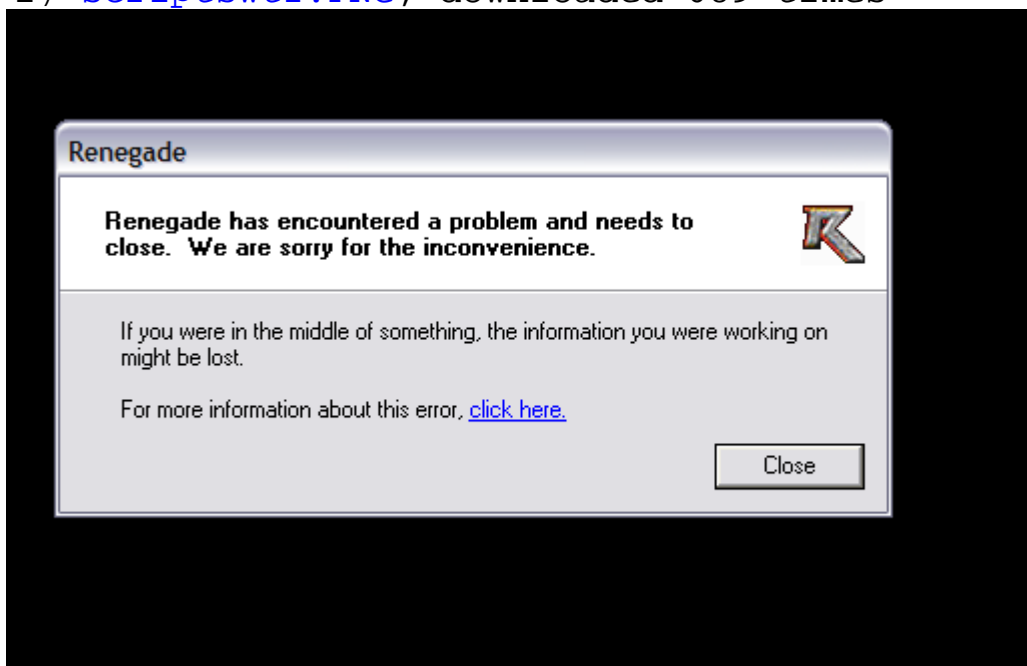 Renegade
Renegade has encountered a problem and needs to
close. We are sorry for the inconvenience.
If you were in the middle of something, the information you were working on
might be lost.
For more information about this error, click here.
Close